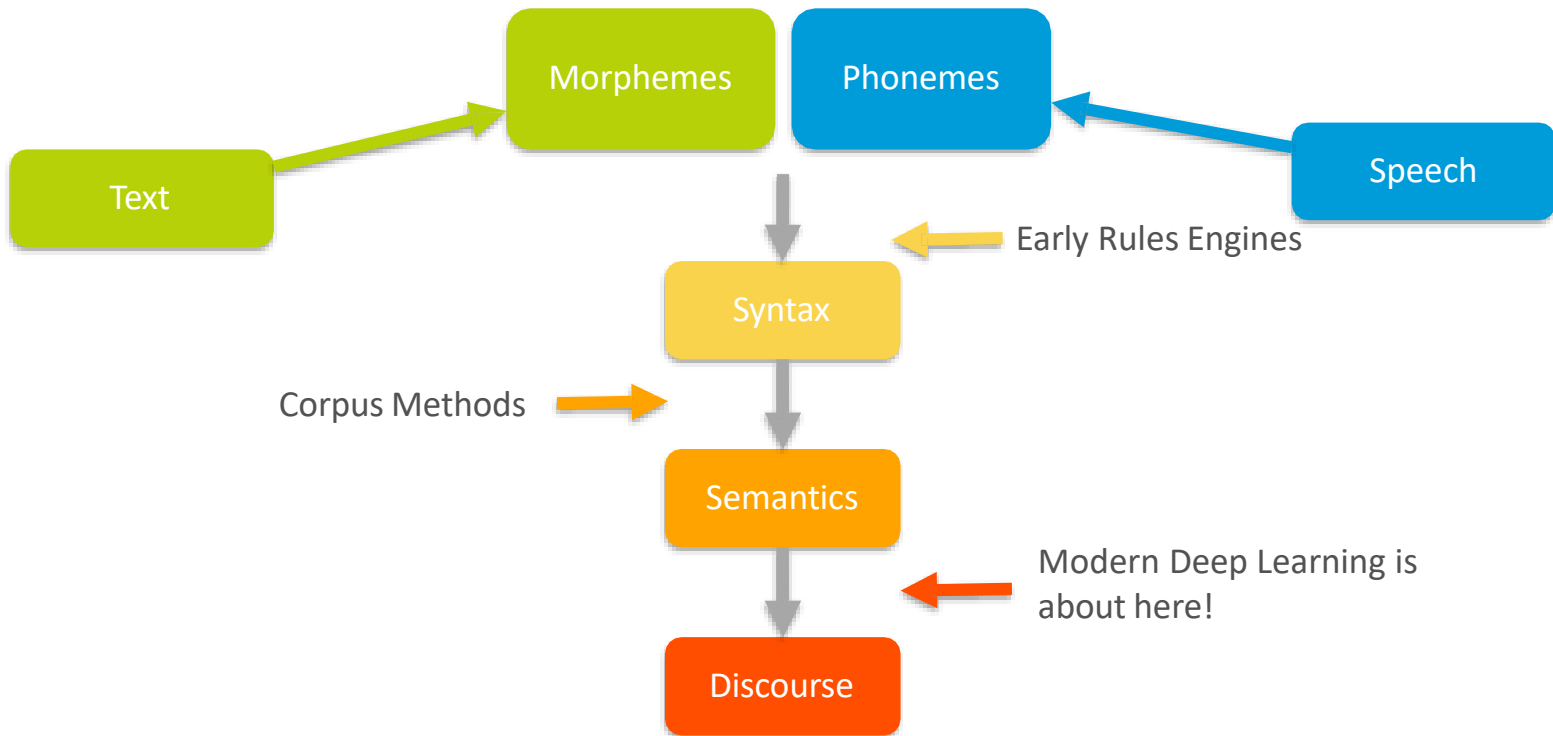 Morphemes
Phonemes
Text
Speech
Early Rules Engines
Syntax
Corpus Methods
Semantics
Modern Deep Learning is
about here!
Discourse